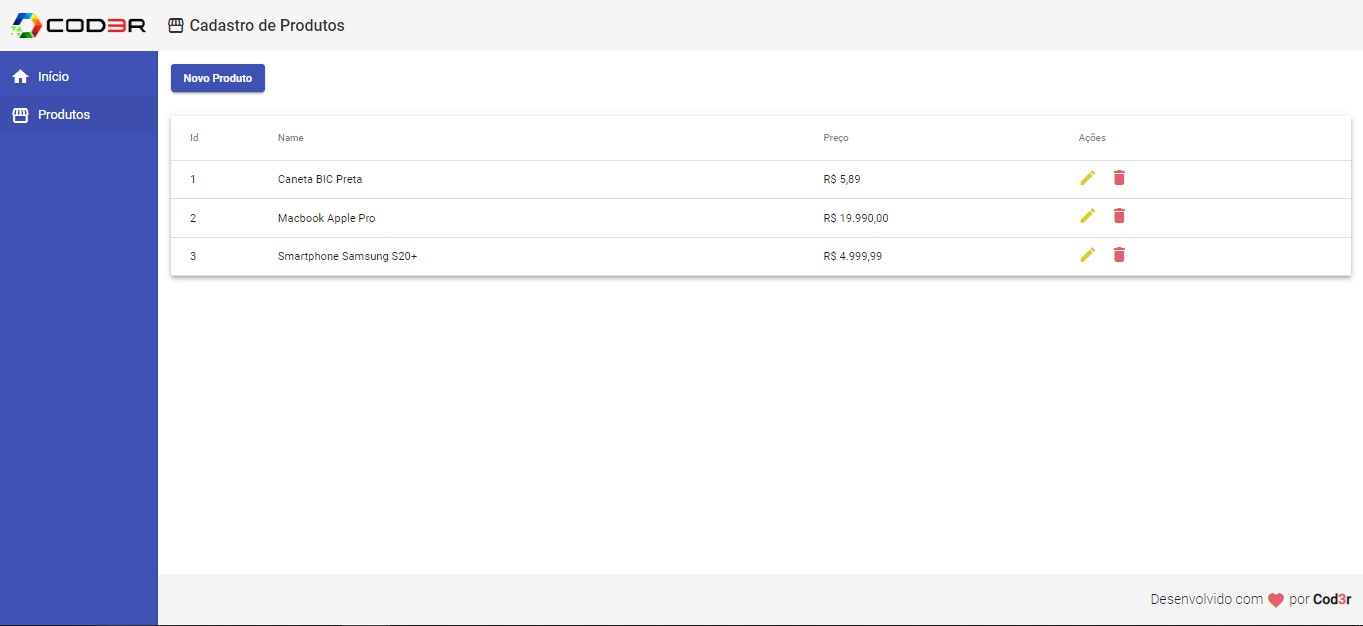 COD3R Cadastro de Produtos
Início
Produtos
Novo Produto
Id Name Preço Ações
1 Caneta BIC Preta R$ 5,89
2 Macbook Apple Pro R$ 19.990,00
3 Smartphone Samsung S20+ R$ 4.999,99
Desenvolvido com por Cod3r